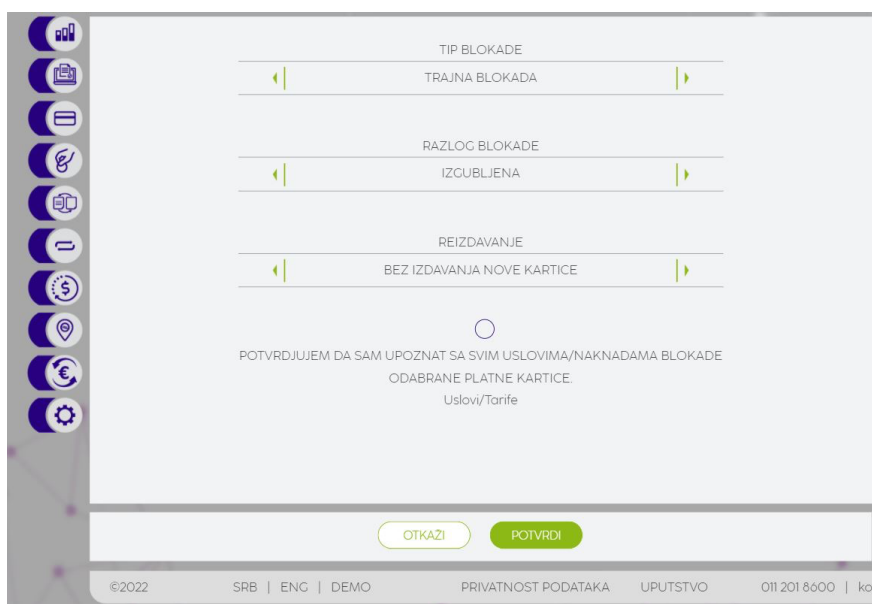 TIP BLOKADE
TRAJNA BLOKADA
RAZLOG BLOKADE
IZGUBLJENA
REIZDAVANJE
BEZ IZDAVANJA NOVE KARTICE
POTVRDJUJEM DA SAM UPOZNAT SA SVIM USLOVIMA/NAKNADAMA BLOKADE
ODABRANE PLATNE KARTICE.
Uslovi/Tarife
OTKAŽI POTVRDI
©2022 SRB | ENG | DEMO PRIVATNOST PODATAKA UPUTSTVO 011 201 8600 |